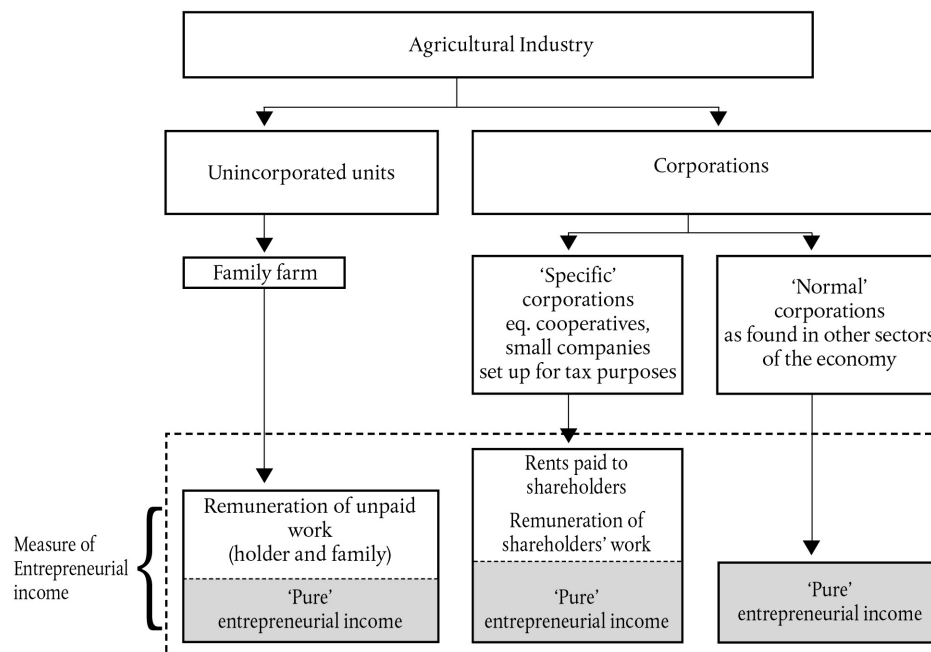 Agricultural Industry
Unincorporated units
Corporations
Family farm
‘Specific’
corporations
eq. cooperatives,
small companies
set up for tax purposes
‘Normal’
corporations
as found in other sectors
of the economy
Measure of
Entrepreneurial
income
Remuneration of unpaid
work
(holder and family)
‘Pure’
entrepreneurial income
Rents paid to
shareholders
Remuneration of
shareholders’ work
‘Pure’
entrepreneurial income
‘Pure’
entrepreneurial income